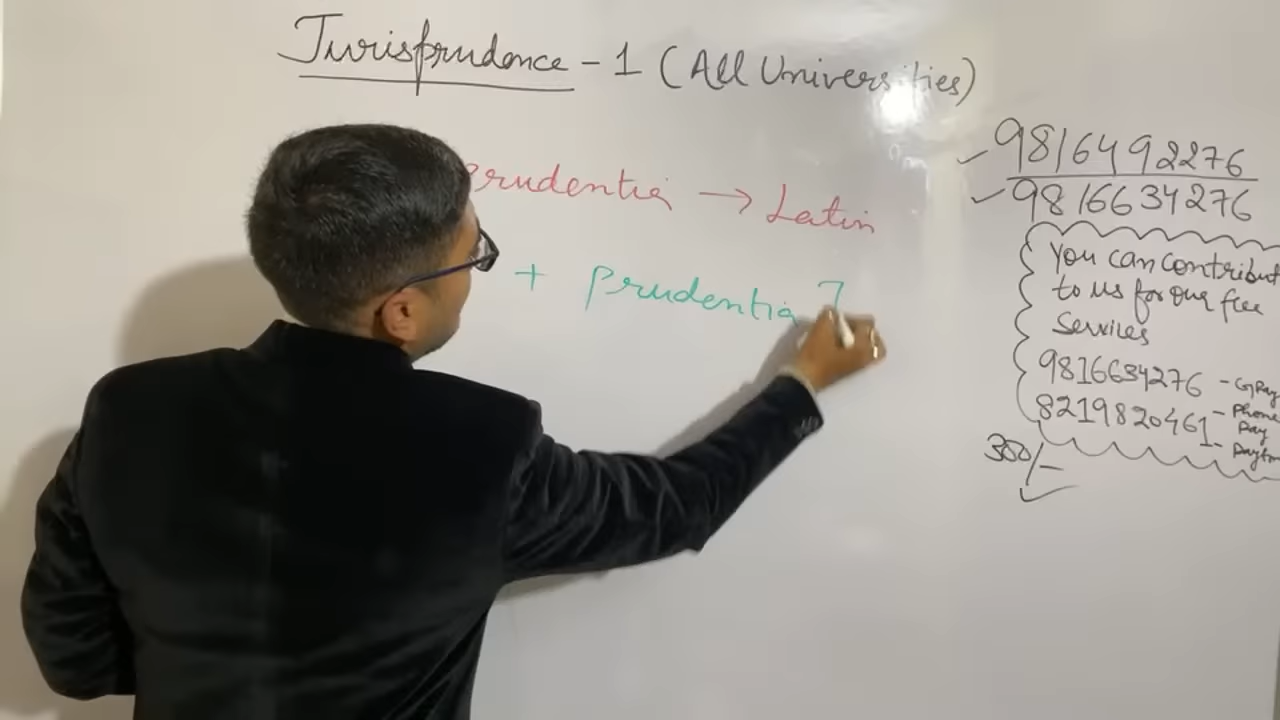 Jurisprudence - 1 (All Universities)
prudentia → Latin
+ Prudentia
9816492276
9816634276
You can contribut
to us for our free
Services
9816634276 - GPay
8219820461 - Phone
Pay
- Paytm
300/-